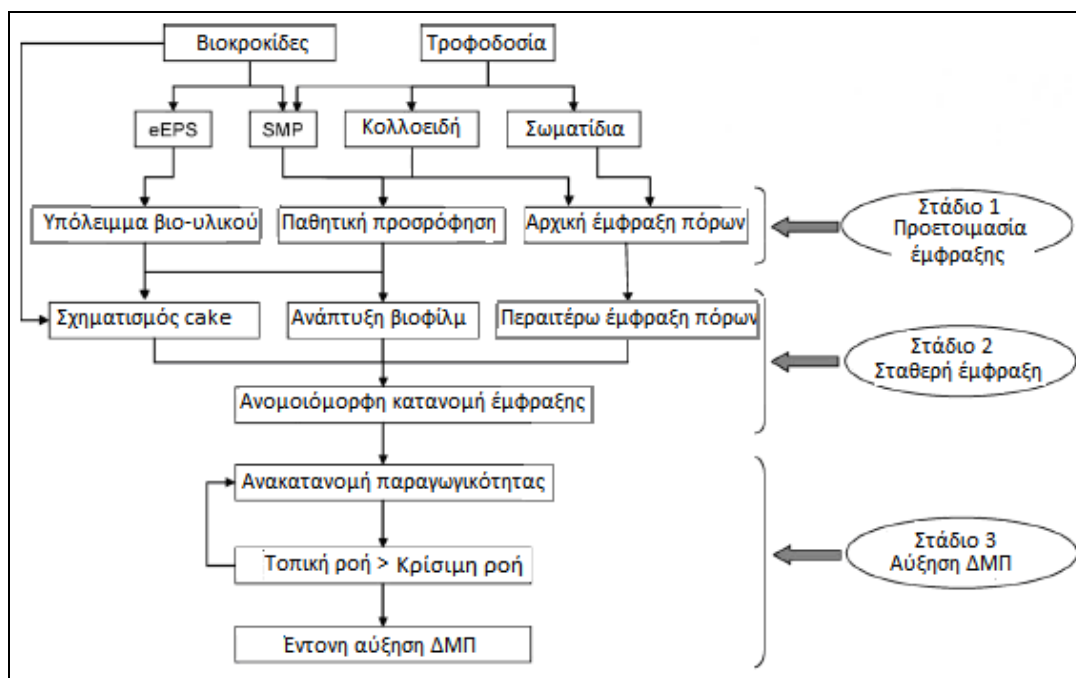 Βιοκροκίδες
Τροφοδοσία
eEPS
SMP
Κολλοειδή
Σωματίδια
Υπόλειμμα βιο-υλικού
Παθητική προσρόφηση
Αρχική έμφραξη πόρων
Στάδιο 1
Προετοιμασία
έμφραξης
Σχηματισμός cake
Ανάπτυξη βιοφίλμ
Περαιτέρω έμφραξη πόρων
Στάδιο 2
Σταθερή έμφραξη
Ανομοιόμορφη κατανομή έμφραξης
Ανακατανομή παραγωγικότητας
Τοπική ροή > Κρίσιμη ροή
Στάδιο 3
Αύξηση ΔΜΠ
Έντονη αύξηση ΔΜΠ